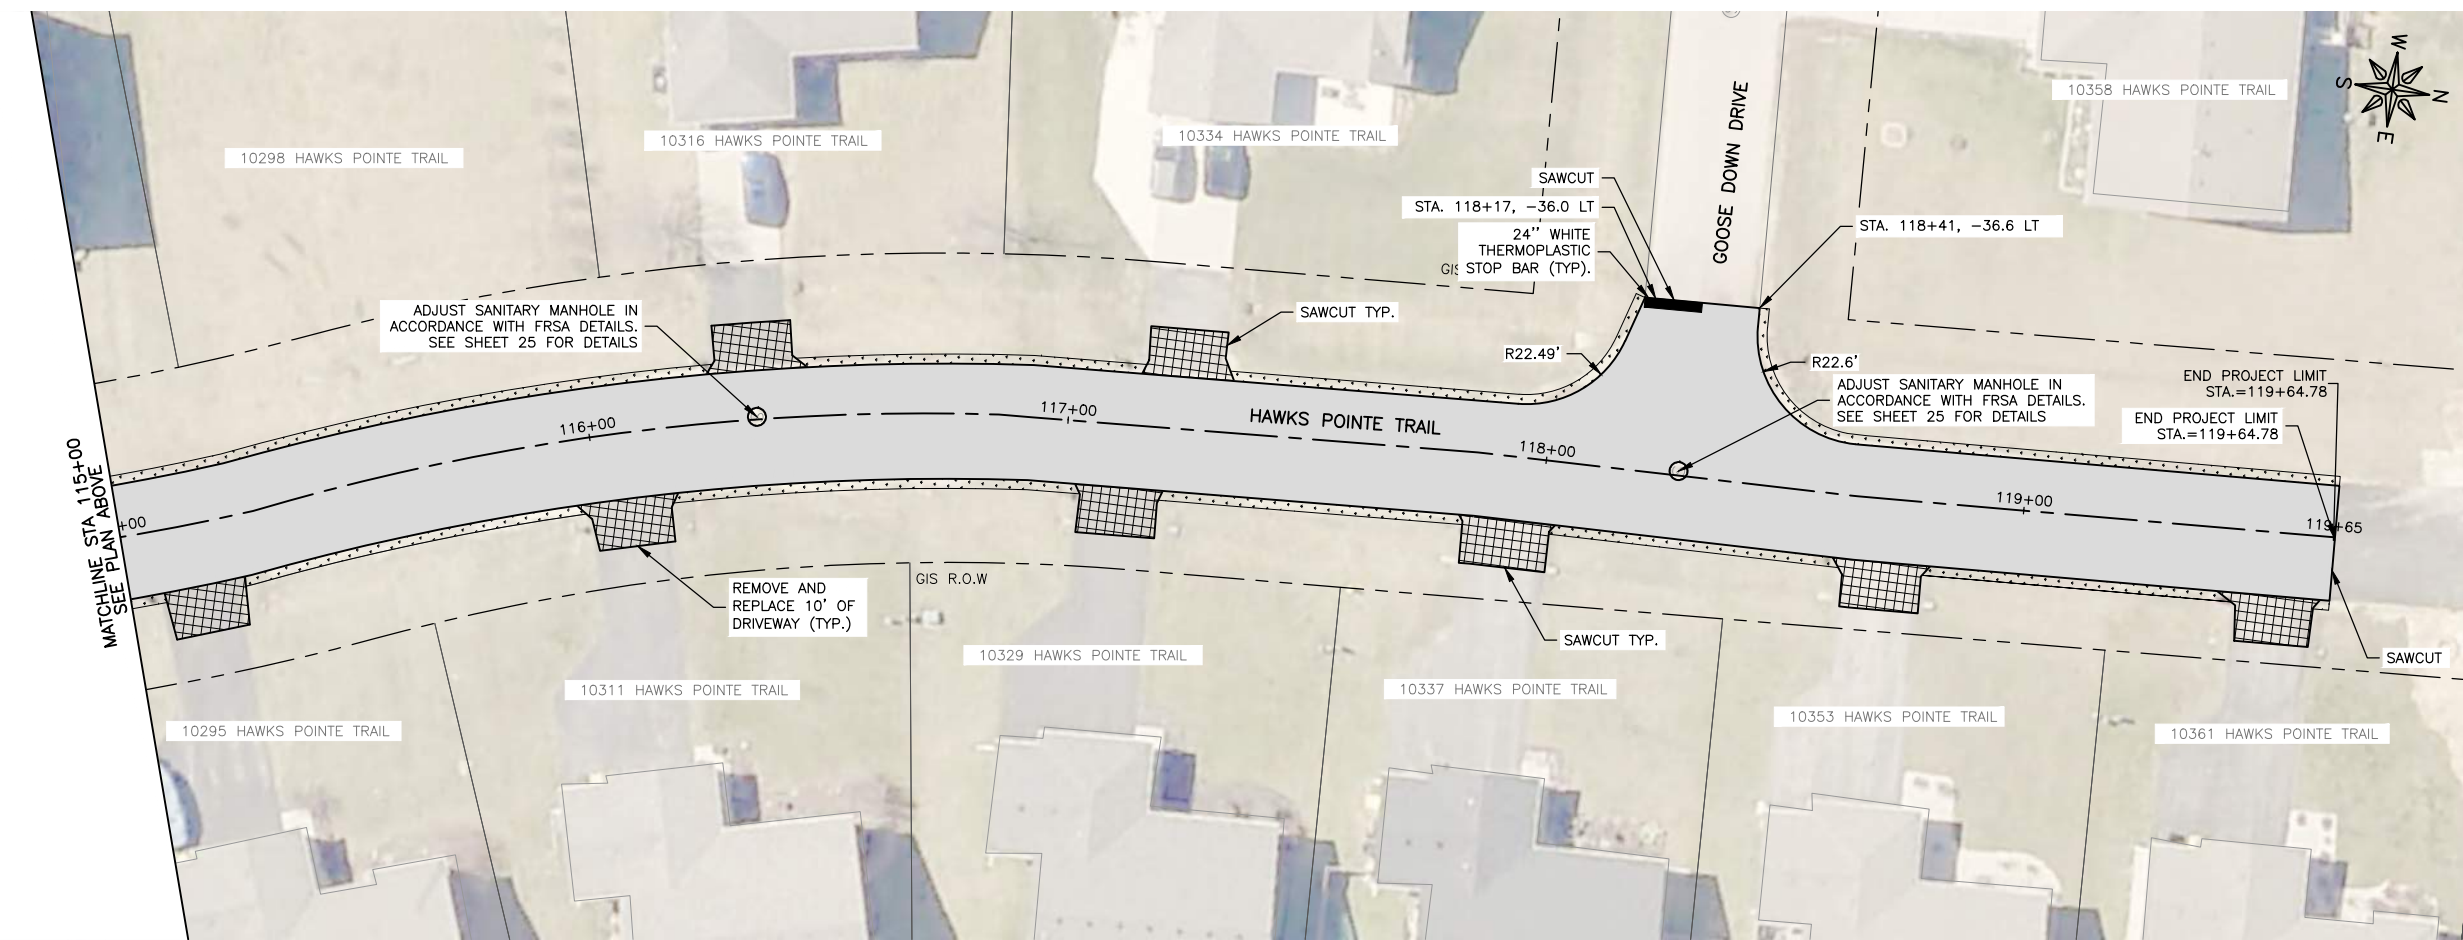 W
S
N
E
10358 HAWKS POINTE TRAIL
10298 HAWKS POINTE TRAIL
10316 HAWKS POINTE TRAIL
10334 HAWKS POINTE TRAIL
GOOSE DOWN DRIVE
SAWCUT
STA. 118+17, -36.0 LT
24'' WHITE
THERMOPLASTIC
STOP BAR (TYP).
GIS
STA. 118+41, -36.6 LT
ADJUST SANITARY MANHOLE IN
ACCORDANCE WITH FRSA DETAILS.
SEE SHEET 25 FOR DETAILS
SAWCUT TYP.
R22.49'
R22.6'
ADJUST SANITARY MANHOLE IN
ACCORDANCE WITH FRSA DETAILS.
SEE SHEET 25 FOR DETAILS
END PROJECT LIMIT
STA.=119+64.78
END PROJECT LIMIT
STA.=119+64.78
116+00
117+00
HAWKS POINTE TRAIL
118+00
119+00
119+65
MATCHLINE STA 115+00
SEE PLAN ABOVE
+00
REMOVE AND
REPLACE 10' OF
DRIVEWAY (TYP.)
GIS R.O.W
SAWCUT TYP.
SAWCUT
10295 HAWKS POINTE TRAIL
10311 HAWKS POINTE TRAIL
10329 HAWKS POINTE TRAIL
10337 HAWKS POINTE TRAIL
10353 HAWKS POINTE TRAIL
10361 HAWKS POINTE TRAIL